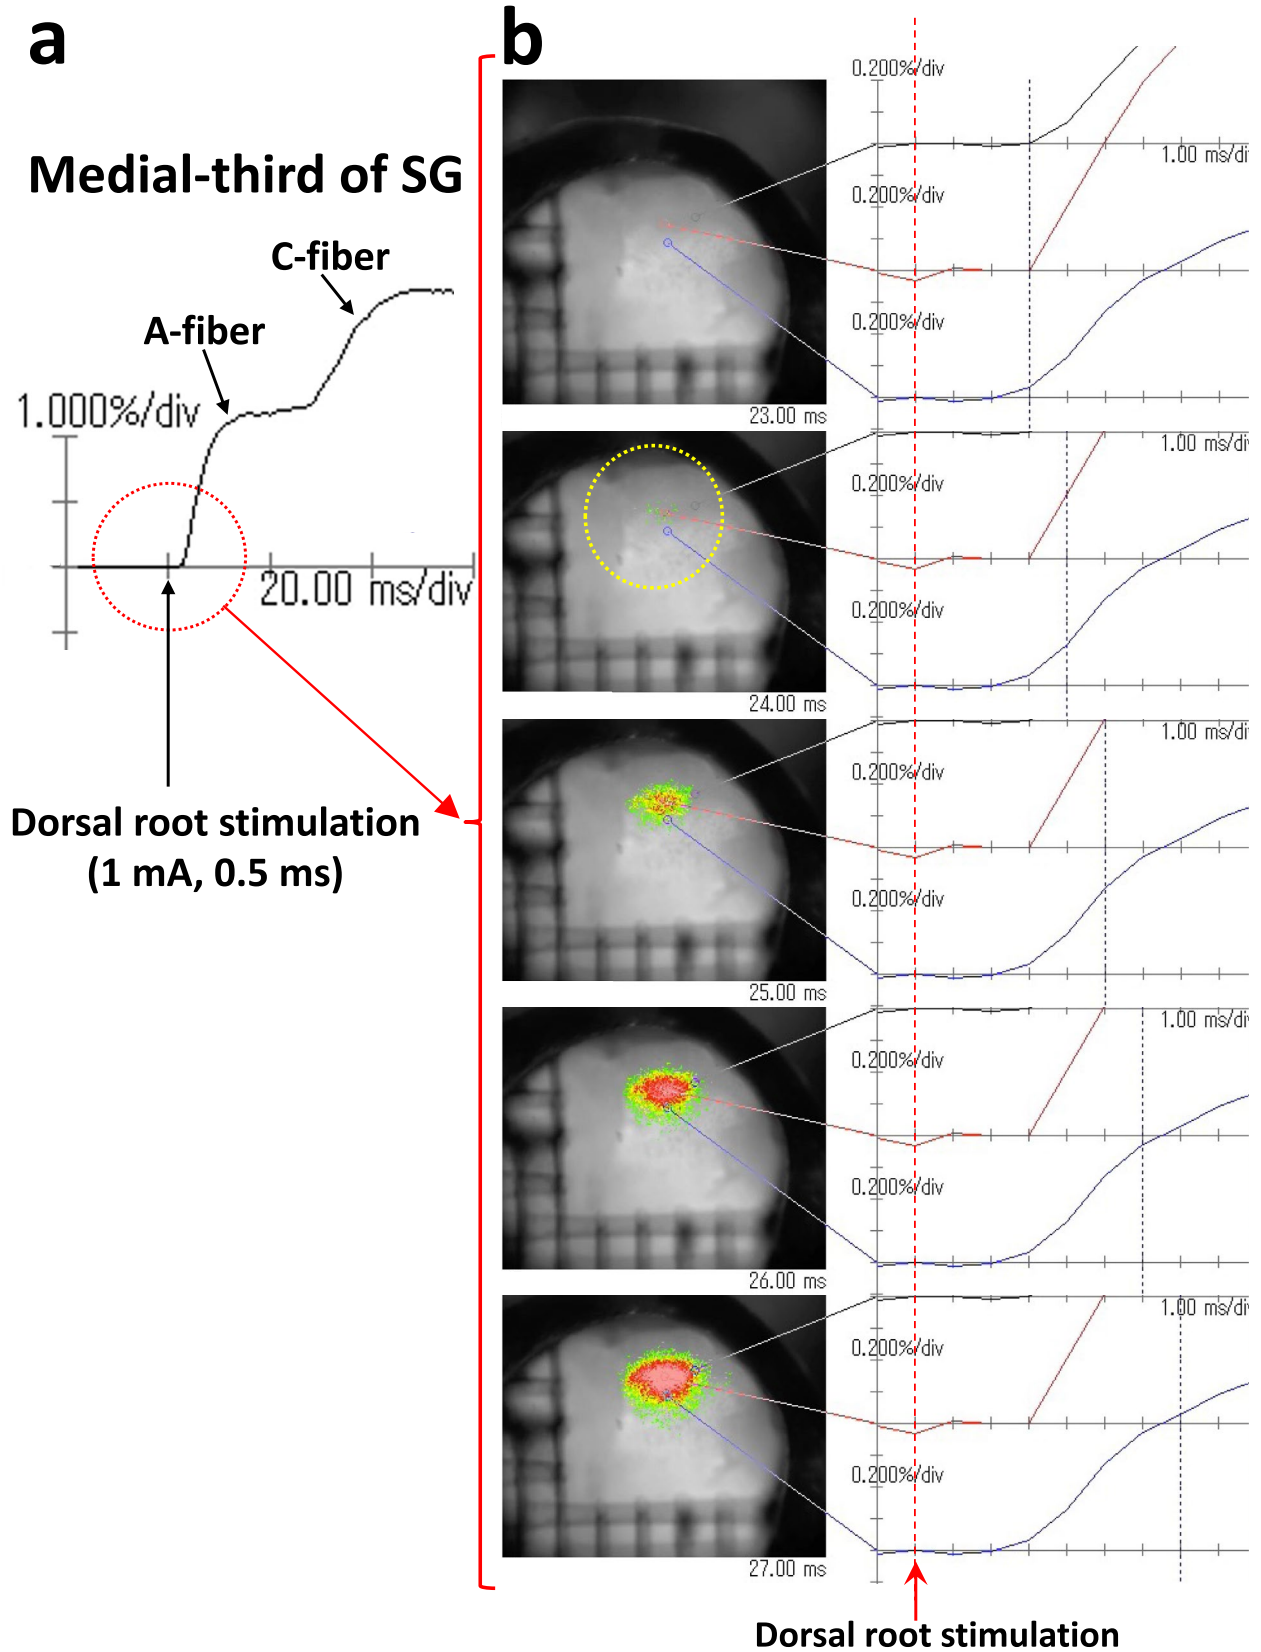 a
b
Medial-third of SG
C-fiber
A-fiber
1.000%/div
20.00 ms/div
Dorsal root stimulation
(1 mA, 0.5 ms)
0.200%/div
1.00 ms/di
0.200%/div
0.200%/div
23.00 ms
1.00 ms/di
0.200%/div
0.200%/div
24.00 ms
1.00 ms/di
0.200%/div
0.200%/div
25.00 ms
1.00 ms/di
0.200%/div
0.200%/div
26.00 ms
1.00 ms/di
0.200%/div
0.200%/div
27.00 ms
Dorsal root stimulation